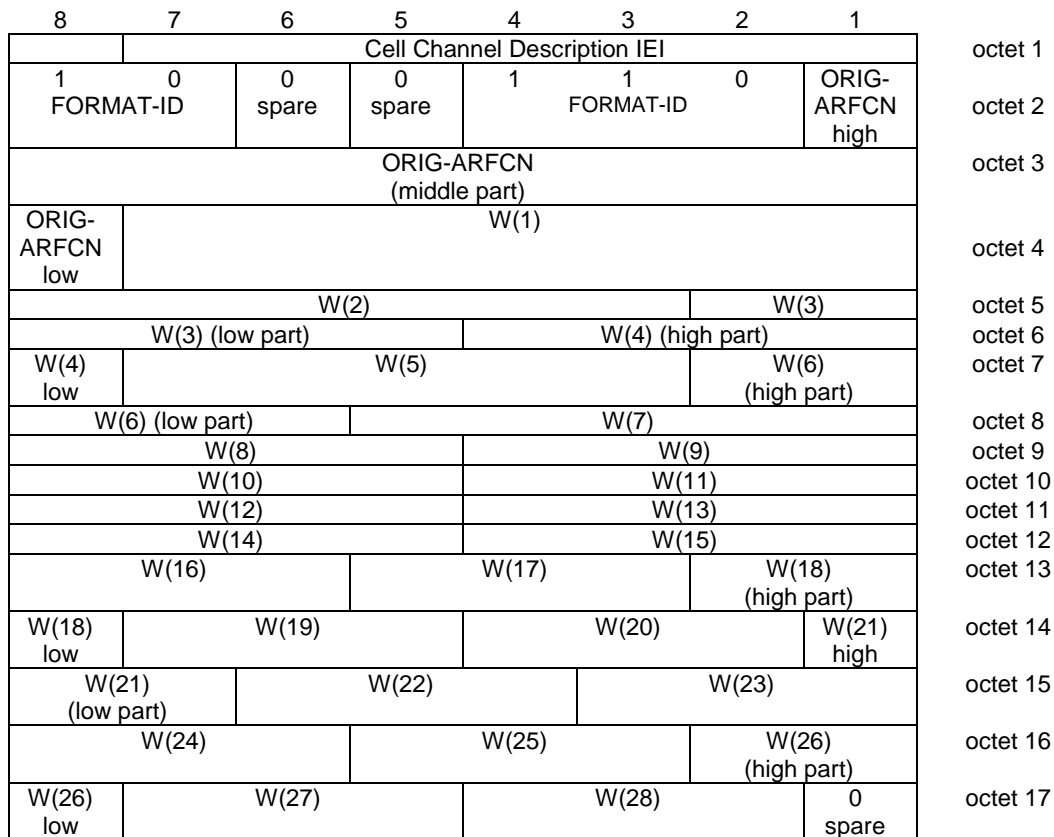 8 7 6 5 4 3 2 1
Cell Channel Description IEI octet 1
1 0 0 0 1 1 0 ORIG-
FORMAT-ID spare spare FORMAT-ID ARFCN octet 2
high
ORIG-ARFCN octet 3
(middle part)
ORIG- W(1)
ARFCN octet 4
low
W(2) W(3) octet 5
W(3) (low part) W(4) (high part) octet 6
W(4) W(5) W(6) octet 7
low (high part)
W(6) (low part) W(7) octet 8
W(8) W(9) octet 9
W(10) W(11) octet 10
W(12) W(13) octet 11
W(14) W(15) octet 12
W(16) W(17) W(18) octet 13
(high part)
W(18) W(19) W(20) W(21) octet 14
low high
W(21) W(22) W(23) octet 15
(low part)
W(24) W(25) W(26) octet 16
(high part)
W(26) W(27) W(28) 0 octet 17
low spare